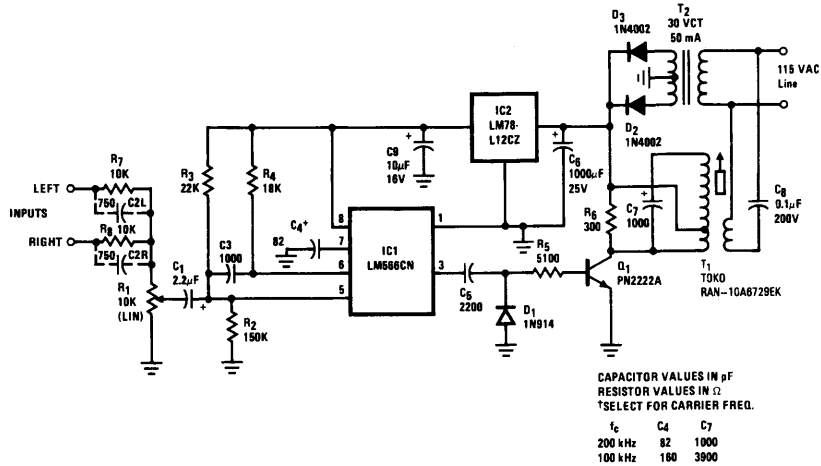 T2
30 VCT
50 mA
D3
1N4002
115 VAC
Line
IC2
LM78-
L12CZ
D2
1N4002
C9
10μF
16V
C6
1000μF
25V
R7
10K
R3
22K
R4
18K
LEFT
750
C2L
INPUTS
R8 10K
RIGHT
750
C2R
C4†
82
C3
1000
8
7
6
5
IC1
LM566CN
1
3
R6
300
C7
1000
C8
0.1μF
200V
R5
5100
C1
2.2μF
R1
10K
(LIN)
R2
150K
C5
2200
D1
1N914
Q1
PN2222A
T1
TOKO
RAN-10A6729EK
+
+
+
+
CAPACITOR VALUES IN pF
RESISTOR VALUES IN Ω
†SELECT FOR CARRIER FREQ.
fc C4 C7
200 kHz 82 1000
100 kHz 160 3900